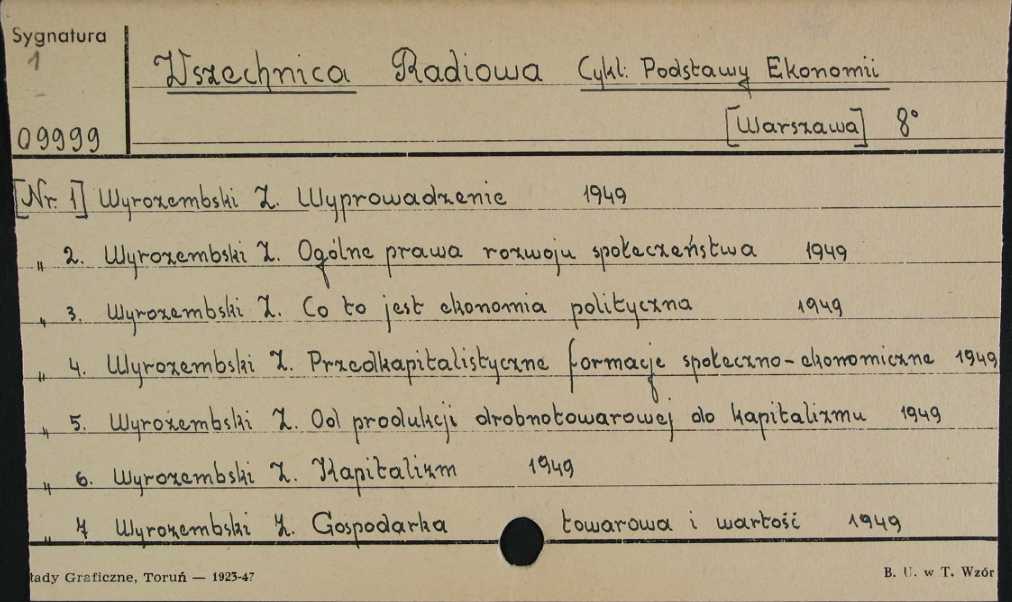 Sygnatura
1
09999
Wszechnica Radiowa Cykl: Podstawy Ekonomii
[Warszawa] 8°
[Nr. 1] Wyrozembski Z. Wyprowadzenie 1949
„ 2. Wyrozembski Z. Ogólne prawa rozwoju społeczeństwa 1949
„ 3. Wyrozembski Z. Co to jest ekonomia polityczna 1949
„ 4. Wyrozembski Z. Przedkapitalistyczne formacje społeczno-ekonomiczne 1949
„ 5. Wyrożembski Z. Od produkcji drobnotowarowej do kapitalizmu 1949
„ 6. Wyrozembski Z. Kapitalizm 1949
„ 7 Wyrozembski Z. Gospodarka towarowa i wartość 1949
łady Graficzne, Toruń — 1923-47
B. U. w T. Wzór